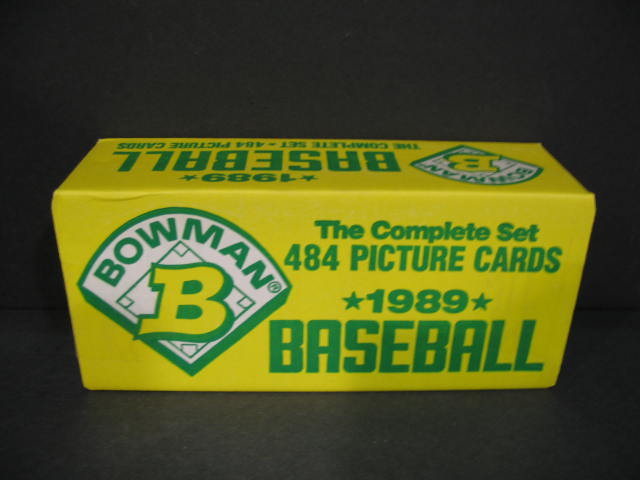 THE COMPLETE SET • 484 PICTURE CARDS
BASEBALL
★1989★
BOWMAN
B
BOWMAN®
B
The Complete Set
484 PICTURE CARDS
★1989★
BASEBALL